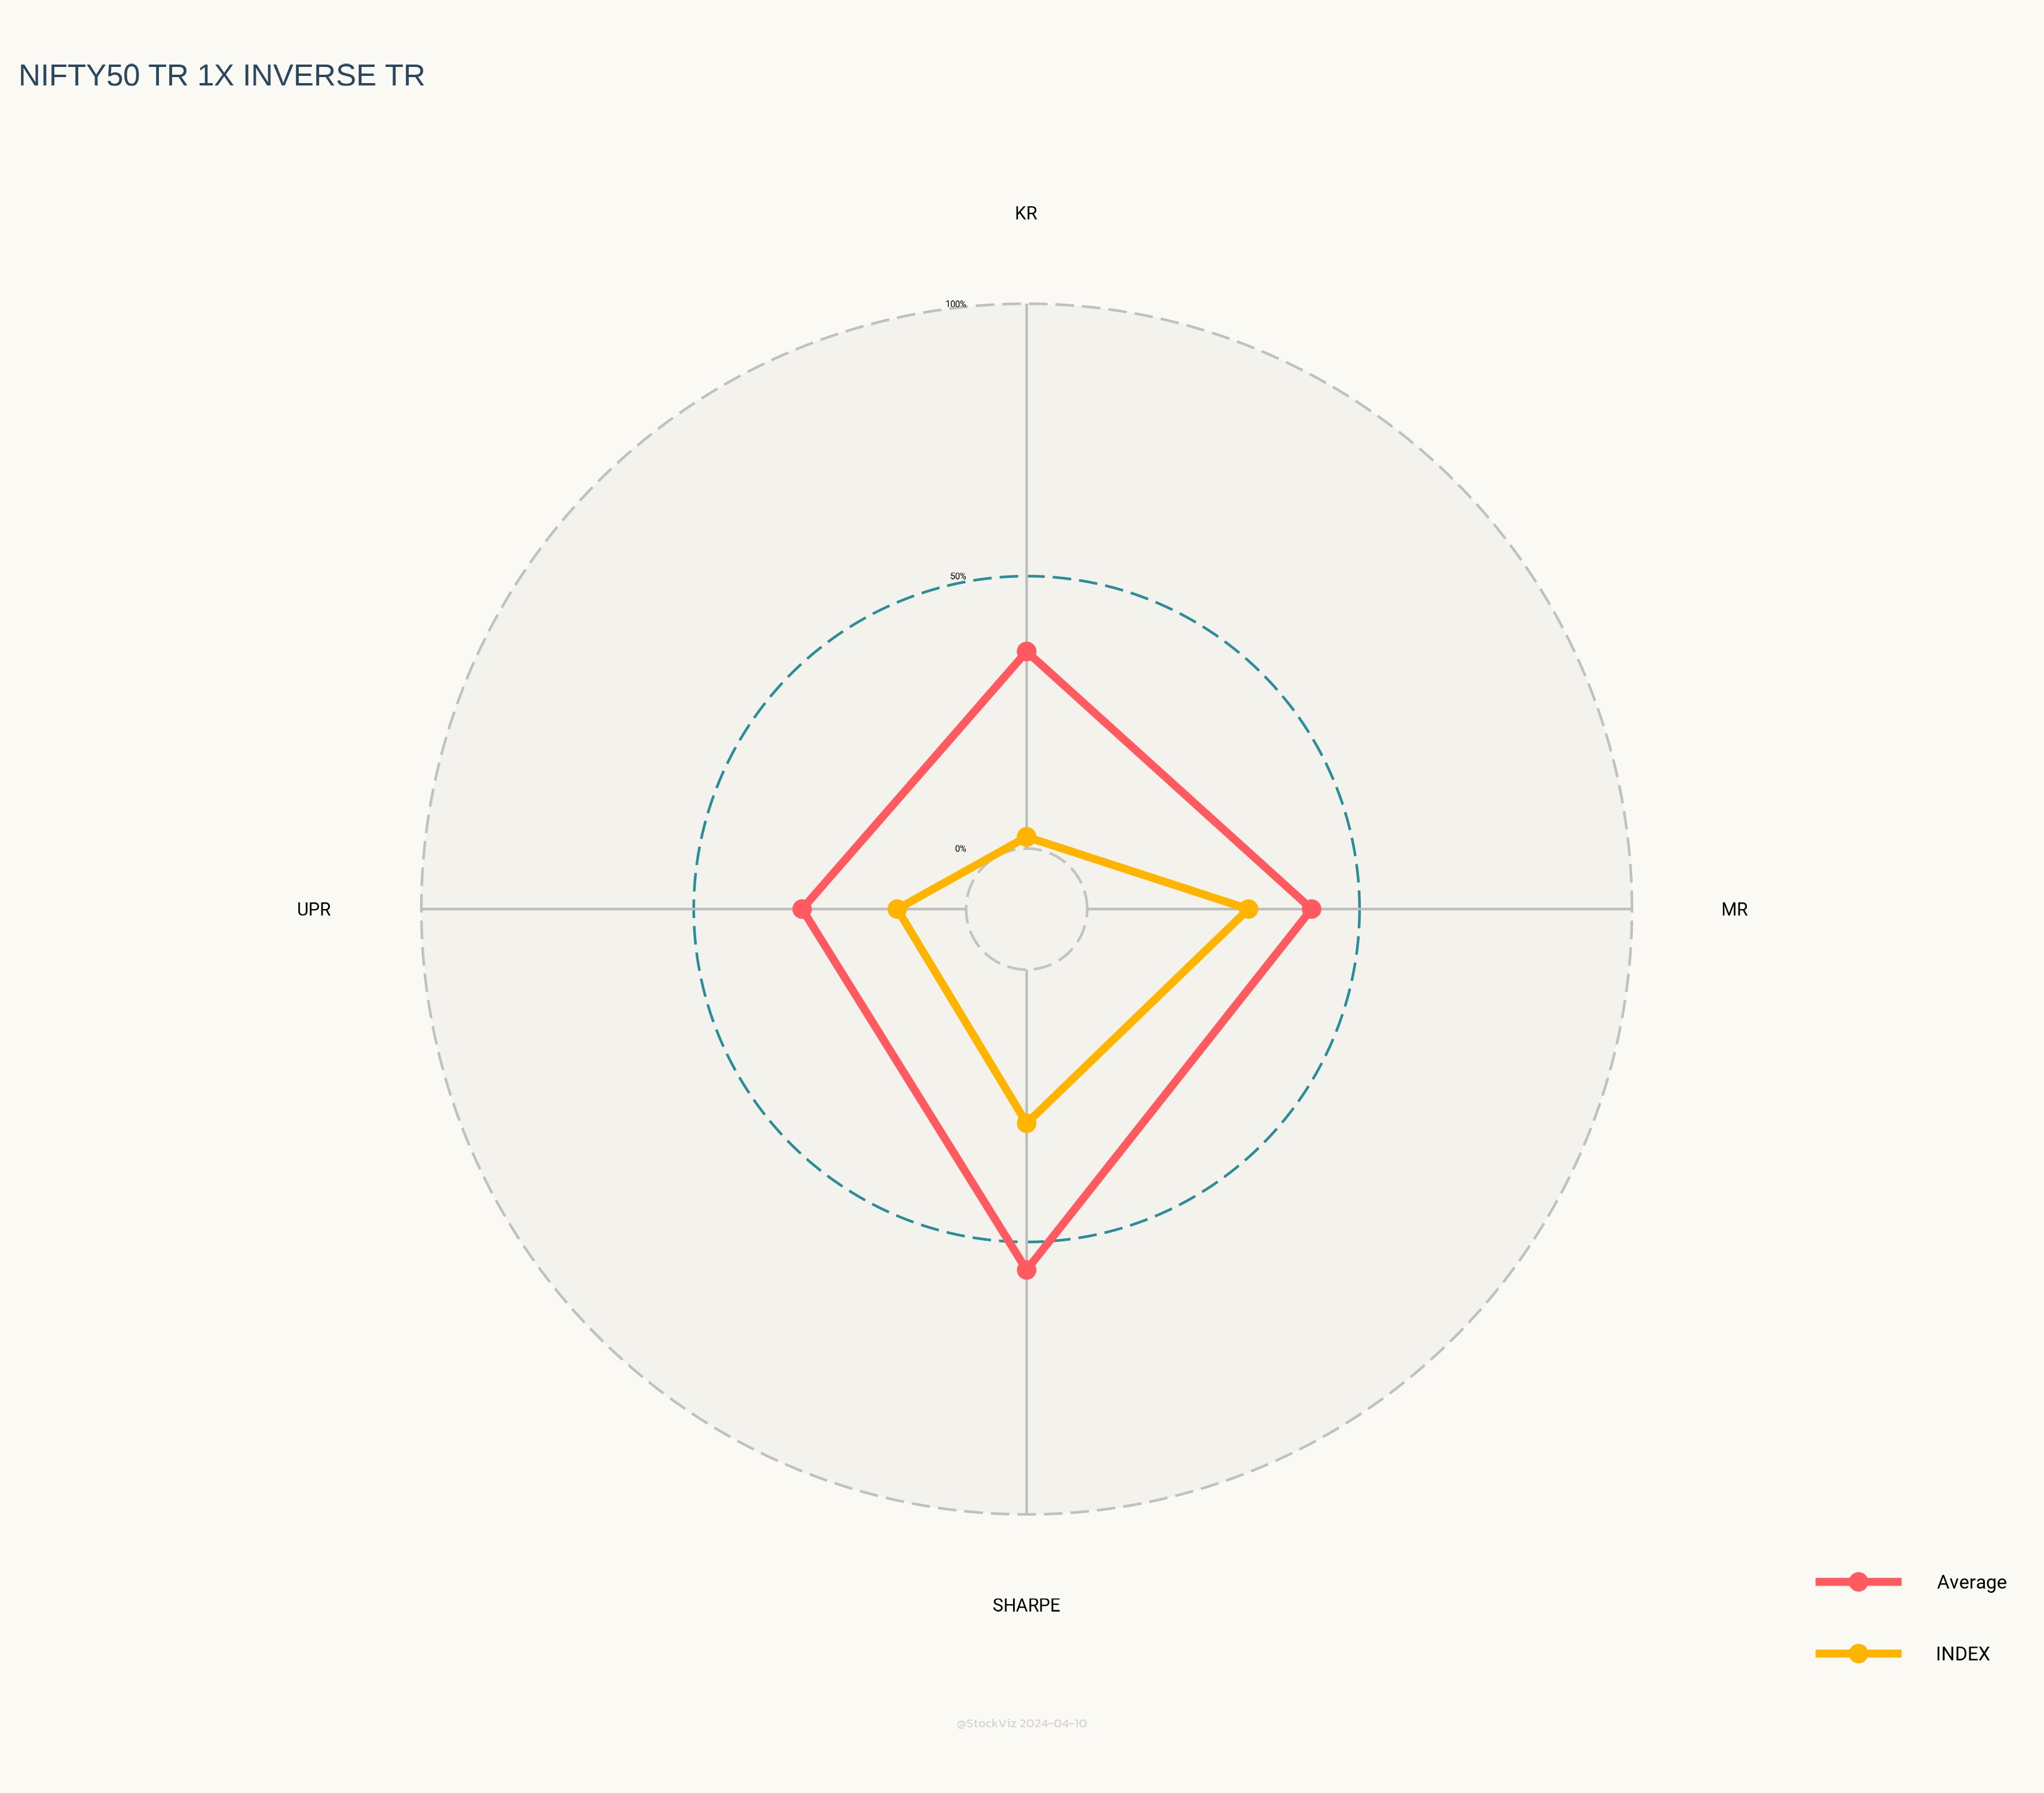 NIFTY50 TR 1X INVERSE TR
KR
100%
50%
0%
UPR
MR
SHARPE
Average
INDEX
@StockViz 2024-04-10